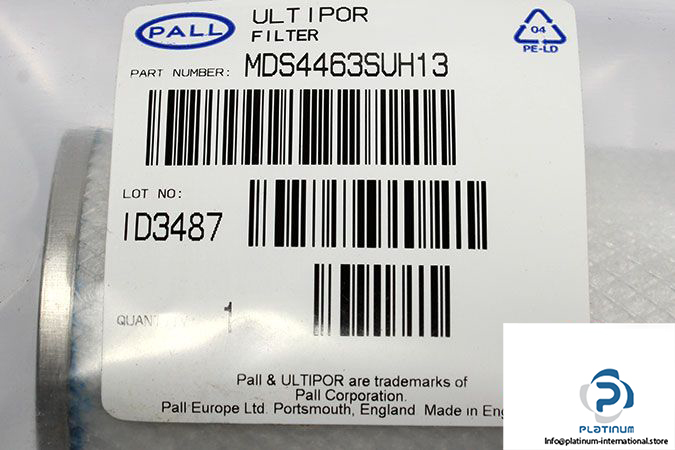 PALL
ULTIPOR
FILTER
04
PE-LD
PART NUMBER: MDS4463SUH13
LOT NO:
ID3487
1
Pall & ULTIPOR are trademarks of
Pall Corporation.
Pall Europe Ltd. Portsmouth, England Made in
PLATINUM
Info@platinum-international.store